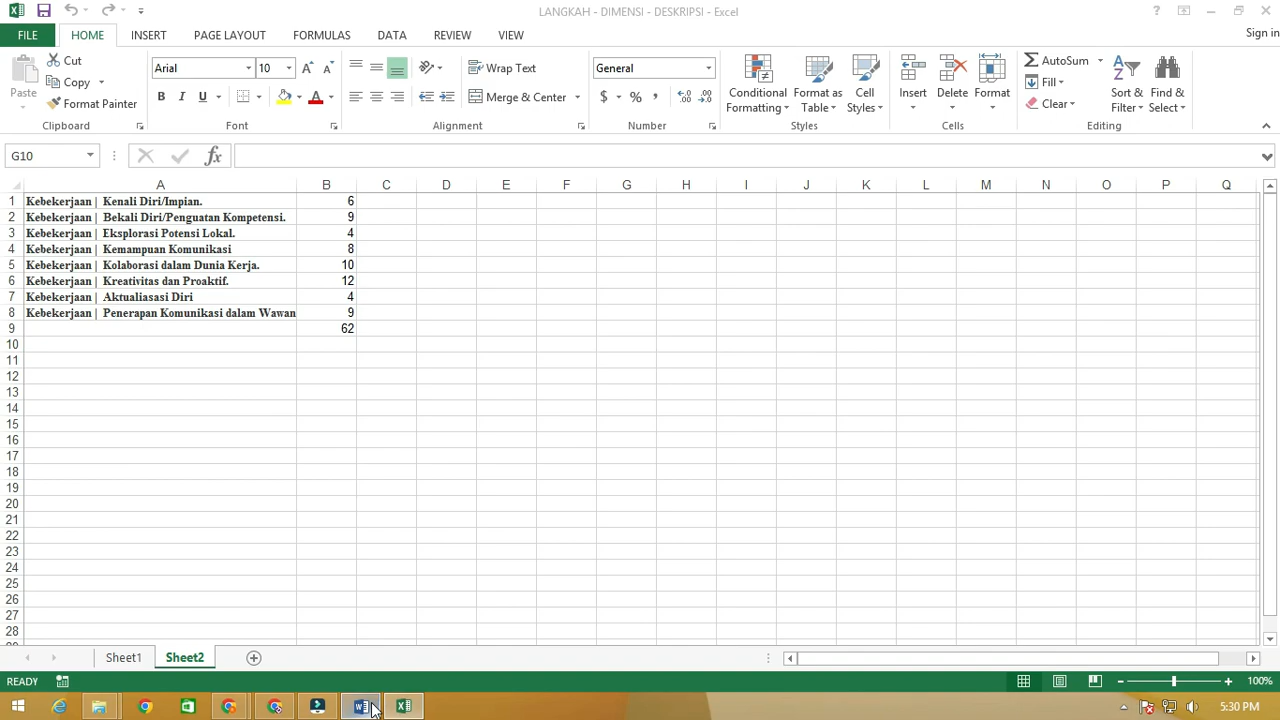 LANGKAH - DIMENSI - DESKRIPSI - Excel
Sign in
FILE HOME INSERT PAGE LAYOUT FORMULAS DATA REVIEW VIEW
Paste
Cut
Copy
Format Painter
Clipboard
Arial 10
Font
Wrap Text
Merge & Center
Alignment
General
Number
Conditional Formatting
Format as Table
Cell Styles
Styles
Insert
Delete
Format
Cells
AutoSum
Fill
Clear
Sort & Filter
Find & Select
Editing
G10
A B C D E F G H I J K L M N O P Q
1 Kebekerjaan | Kenali Diri/Impian. 6
2 Kebekerjaan | Bekali Diri/Penguatan Kompetensi. 9
3 Kebekerjaan | Eksplorasi Potensi Lokal. 4
4 Kebekerjaan | Kemampuan Komunikasi 8
5 Kebekerjaan | Kolaborasi dalam Dunia Kerja. 10
6 Kebekerjaan | Kreativitas dan Proaktif. 12
7 Kebekerjaan | Aktualiasasi Diri 4
8 Kebekerjaan | Penerapan Komunikasi dalam Wawan 9
9 62
10
11
12
13
14
15
16
17
18
19
20
21
22
23
24
25
26
27
28
Sheet1 Sheet2
READY
100%
5:30 PM